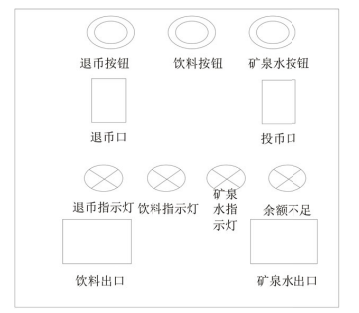 退币按钮 饮料按钮 矿泉水按钮
退币口 投币口
退币指示灯 饮料指示灯 矿泉水指示灯 余额不足
饮料出口 矿泉水出口